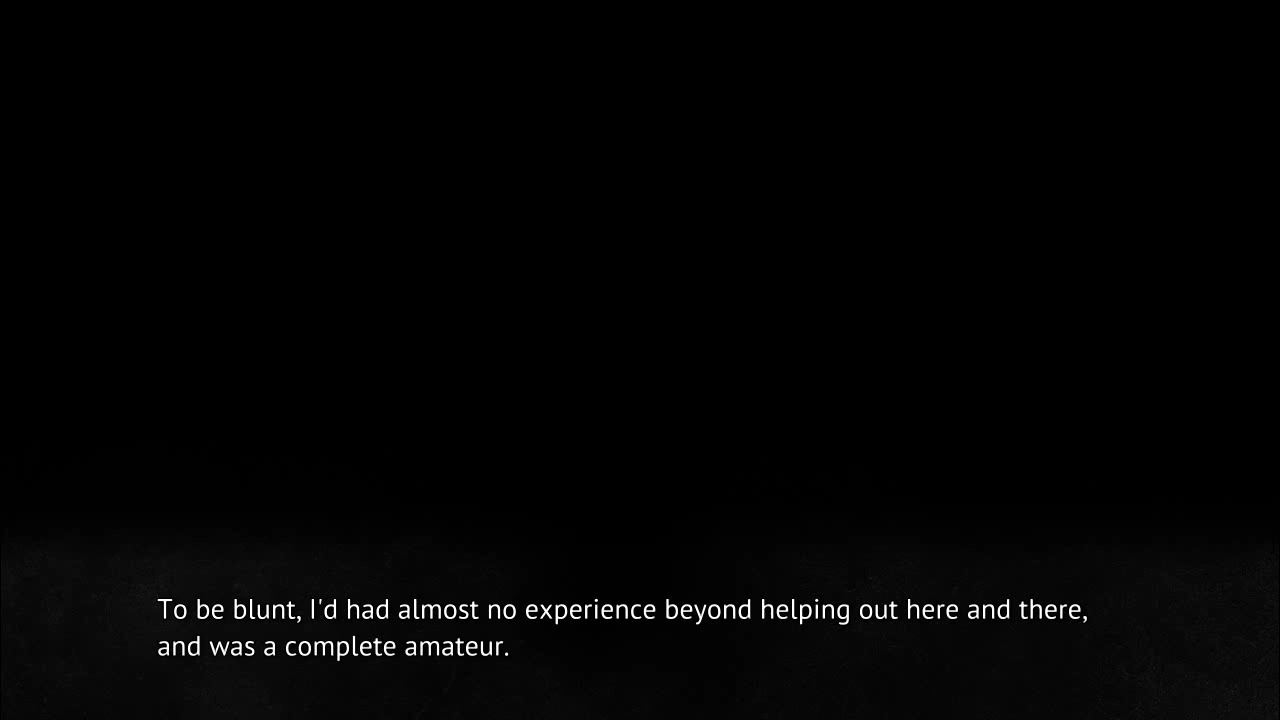 To be blunt, I'd had almost no experience beyond helping out here and there,
and was a complete amateur.